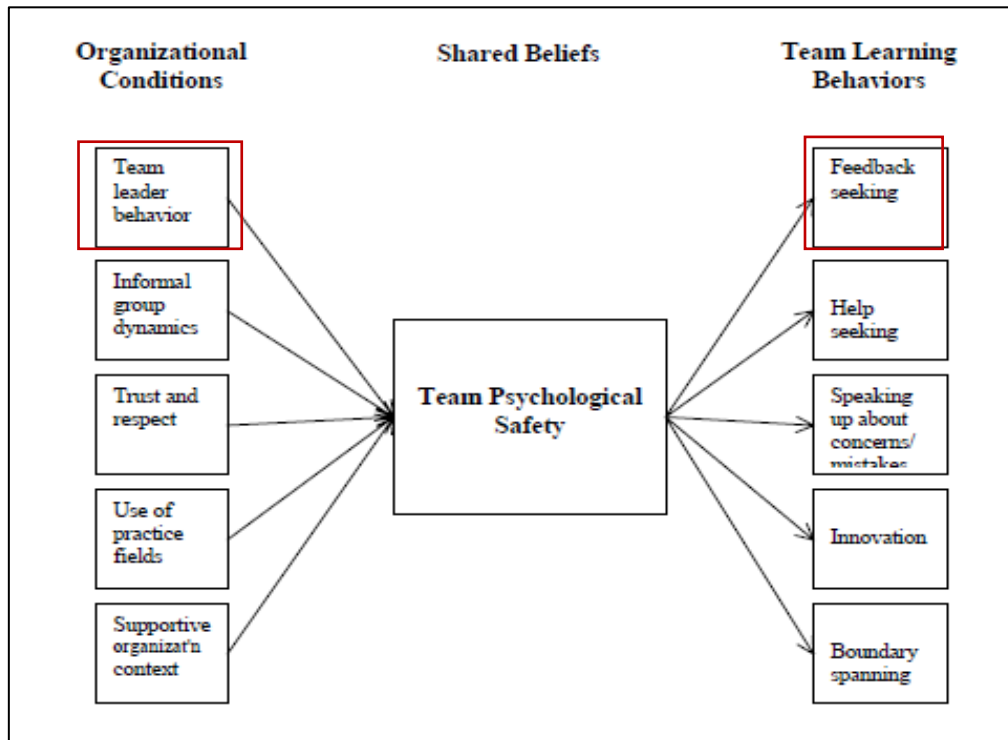 Organizational
Conditions
Shared Beliefs
Team Learning
Behaviors
Team
leader
behavior
Informal
group
dynamics
Trust and
respect
Use of
practice
fields
Supportive
organizat'n
context
Team Psychological
Safety
Feedback
seeking
Help
seeking
Speaking
up about
concerns/
mistakes
Innovation
Boundary
spanning